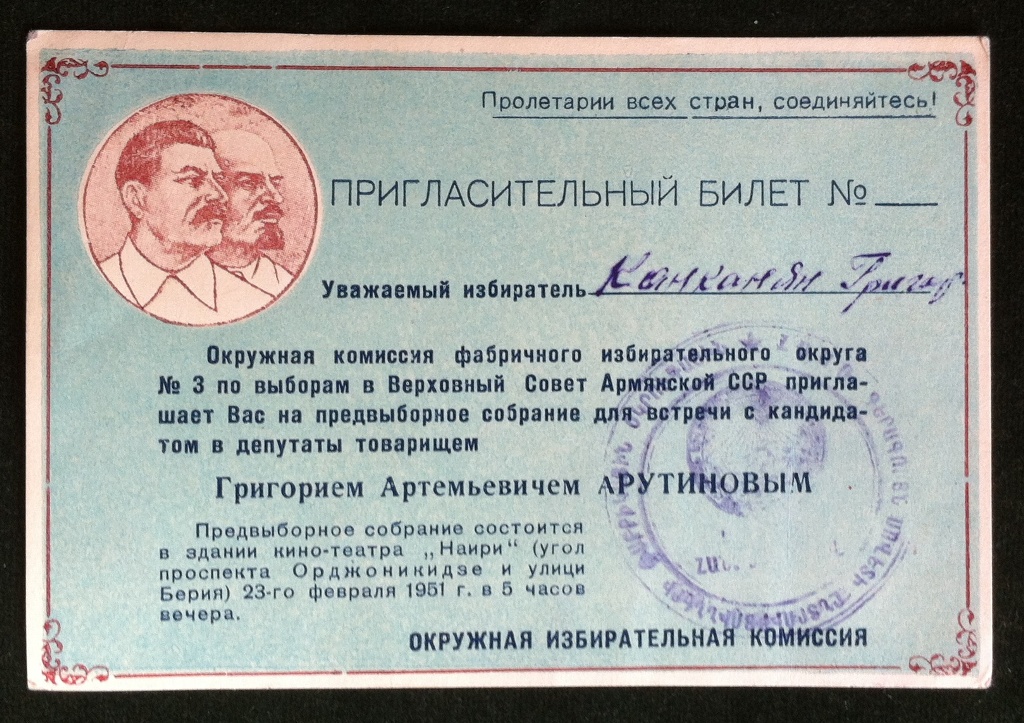 Пролетарии всех стран, соединяйтесь!
ПРИГЛАСИТЕЛЬНЫЙ БИЛЕТ №
Уважаемый избиратель Канканян Григор
Окружная комиссия фабричного избирательного округа
№ 3 по выборам в Верховный Совет Армянской ССР пригла-
шает Вас на предвыборное собрание для встречи с кандида-
том в депутаты товарищем
Григорием Артемьевичем АРУТИНОВЫМ
Предвыборное собрание состоится
в здании кино-театра „Наири“ (угол
проспекта Орджоникидзе и улици
Берия) 23-го февраля 1951 г. в 5 часов
вечера.
ОКРУЖНАЯ ИЗБИРАТЕЛЬНАЯ КОМИССИЯ